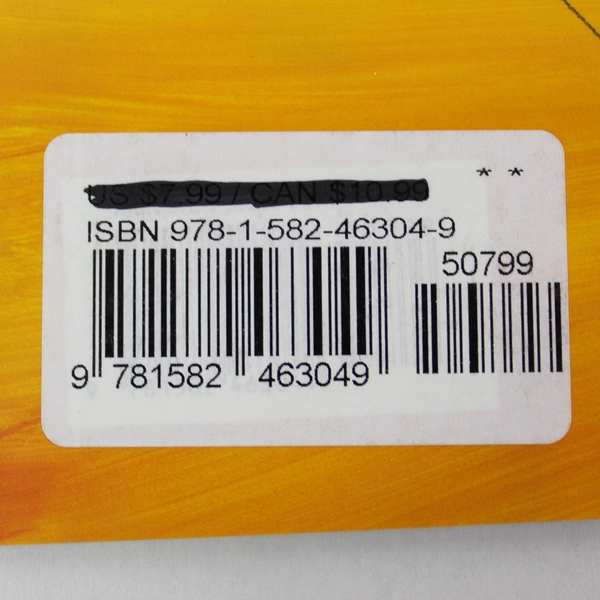 US $7.99 / CAN $10.99
* *
ISBN 978-1-582-46304-9
50799
9 781582 463049